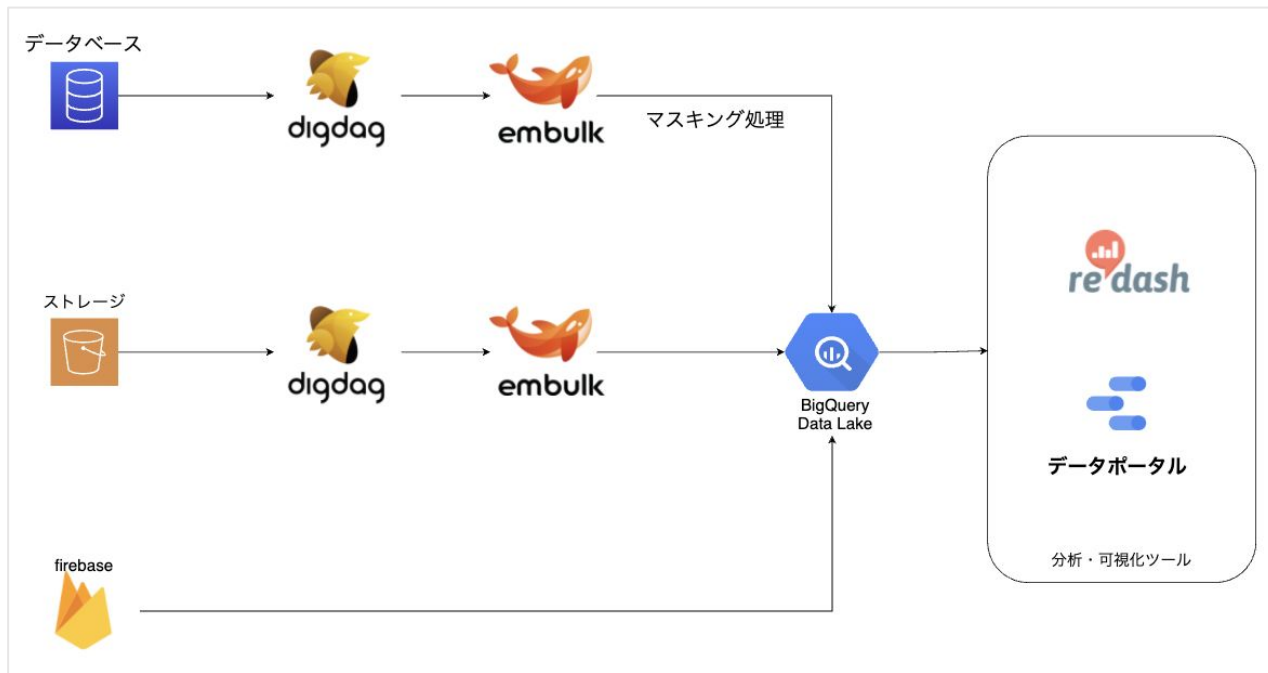 データベース
digdag
embulk
マスキング処理
ストレージ
digdag
embulk
BigQuery
Data Lake
re dash
データポータル
分析・可視化ツール
firebase